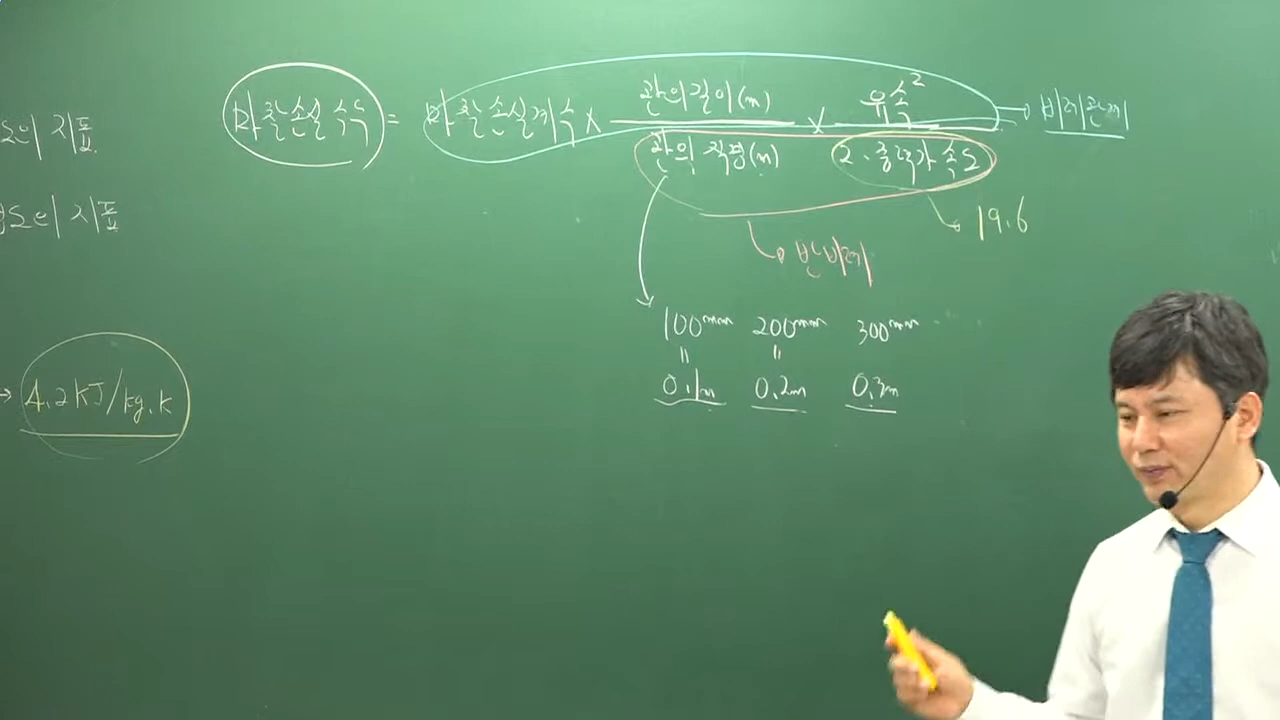 마찰손실수두 = 마찰손실계수 × 관의길이(m) / 관의 직경(m) × 유속² / 2·중력가속도 → 비례관계
→ 19.6
→ 반비례
100mm 200mm 300mm
〃 〃
0.1m 0.2m 0.3m
도의 지표
도의 지표
→ 4.2kJ/kg.k